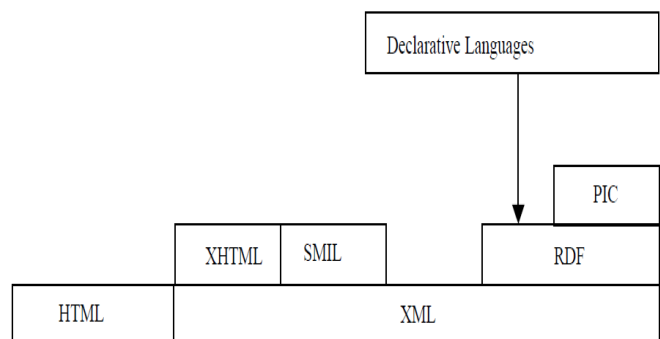 Declarative Languages
PIC
XHTML
SMIL
RDF
HTML
XML